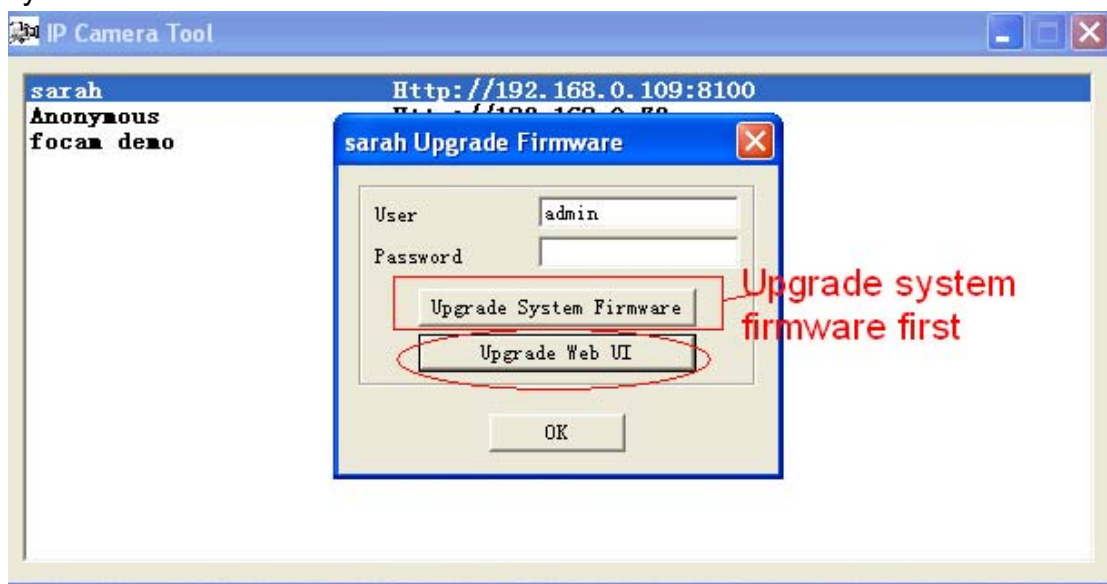 IP Camera Tool
sarah Http://192.168.0.109:8100
Anonymous
focam demo
sarah Upgrade Firmware
User admin
Password
Upgrade System Firmware
Upgrade Web UI
OK
Upgrade system
firmware first